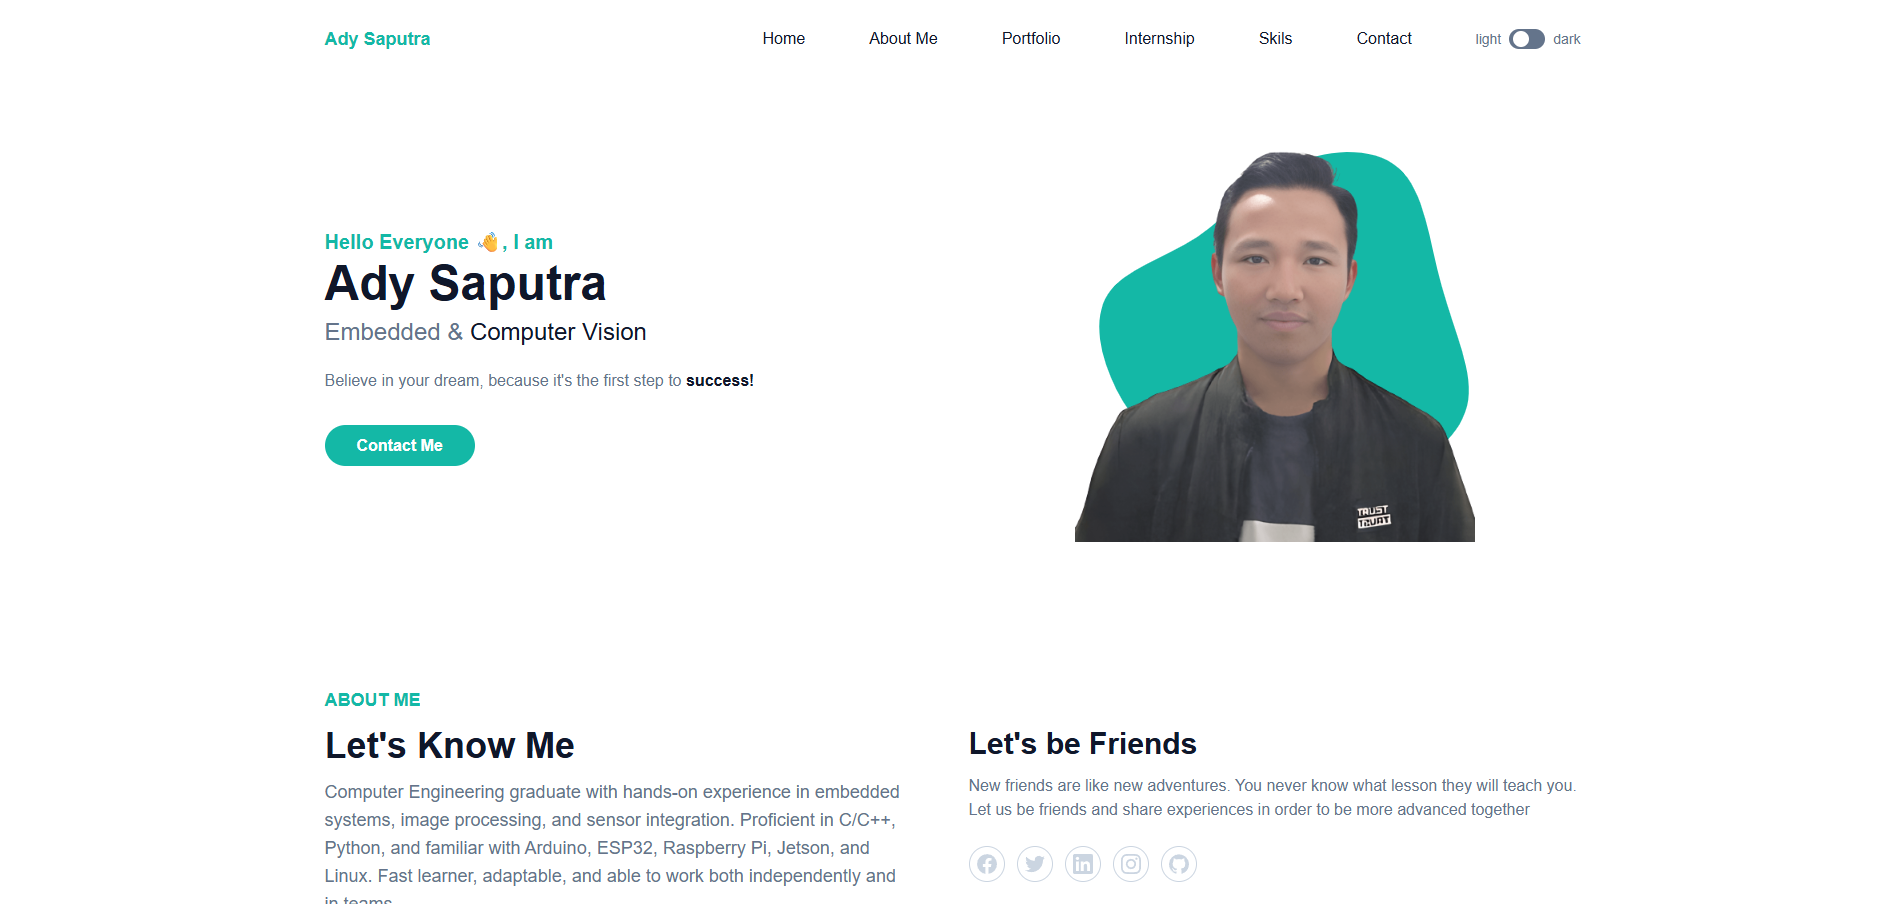 Ady Saputra
Home
About Me
Portfolio
Internship
Skils
Contact
light
dark
Hello Everyone 👋, I am
Ady Saputra
Embedded & Computer Vision
Believe in your dream, because it's the first step to success!
Contact Me
TRUST
ABOUT ME
Let's Know Me
Computer Engineering graduate with hands-on experience in embedded
systems, image processing, and sensor integration. Proficient in C/C++,
Python, and familiar with Arduino, ESP32, Raspberry Pi, Jetson, and
Linux. Fast learner, adaptable, and able to work both independently and
in teams.
Let's be Friends
New friends are like new adventures. You never know what lesson they will teach you.
Let us be friends and share experiences in order to be more advanced together